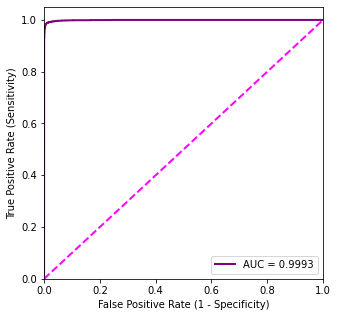 1.0
0.8
0.6
0.4
0.2
0.0
True Positive Rate (Sensitivity)
AUC = 0.9993
0.0 0.2 0.4 0.6 0.8 1.0
False Positive Rate (1 - Specificity)